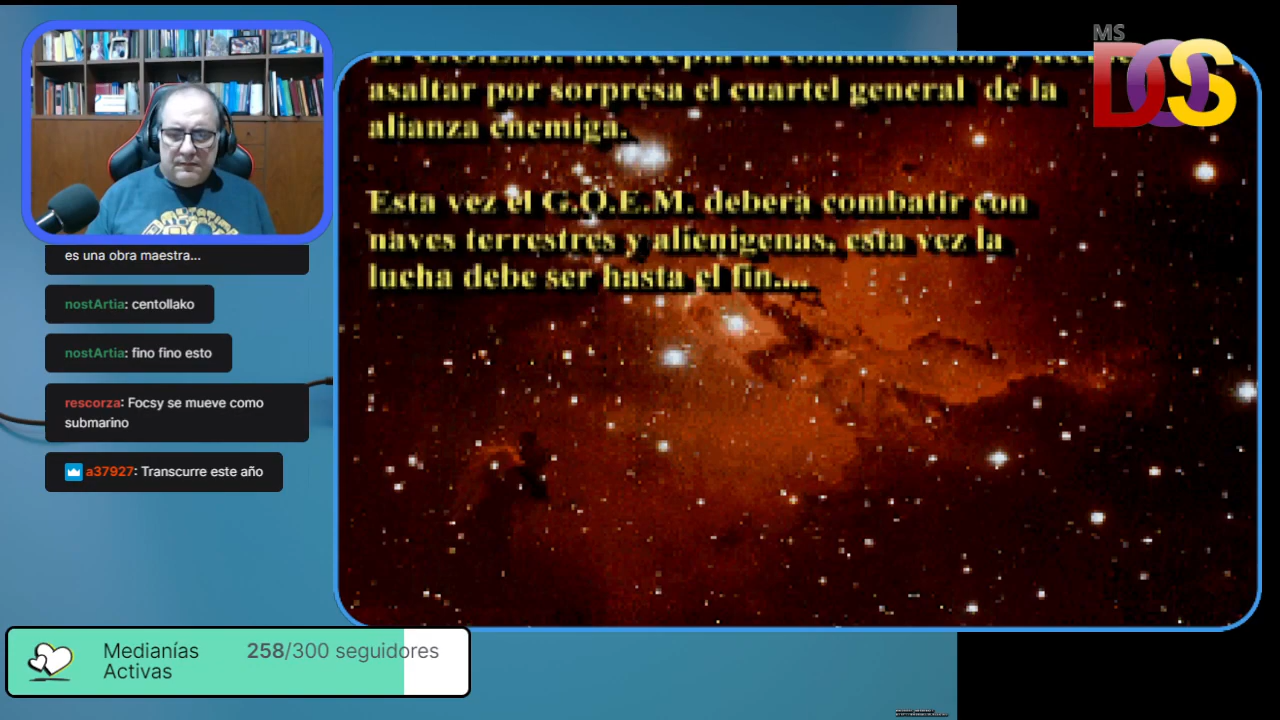 MS
DOS
asaltar por sorpresa el cuartel general de la
alianza enemiga.
Esta vez el G.O.E.M. debera combatir con
naves terrestres y alienigenas, esta vez la
lucha debe ser hasta el fin....
es una obra maestra...
nostArtia: centollako
nostArtia: fino fino esto
rescorza: Focsy se mueve como
submarino
a37927: Transcurre este año
Medianías
Activas
258/300 seguidores